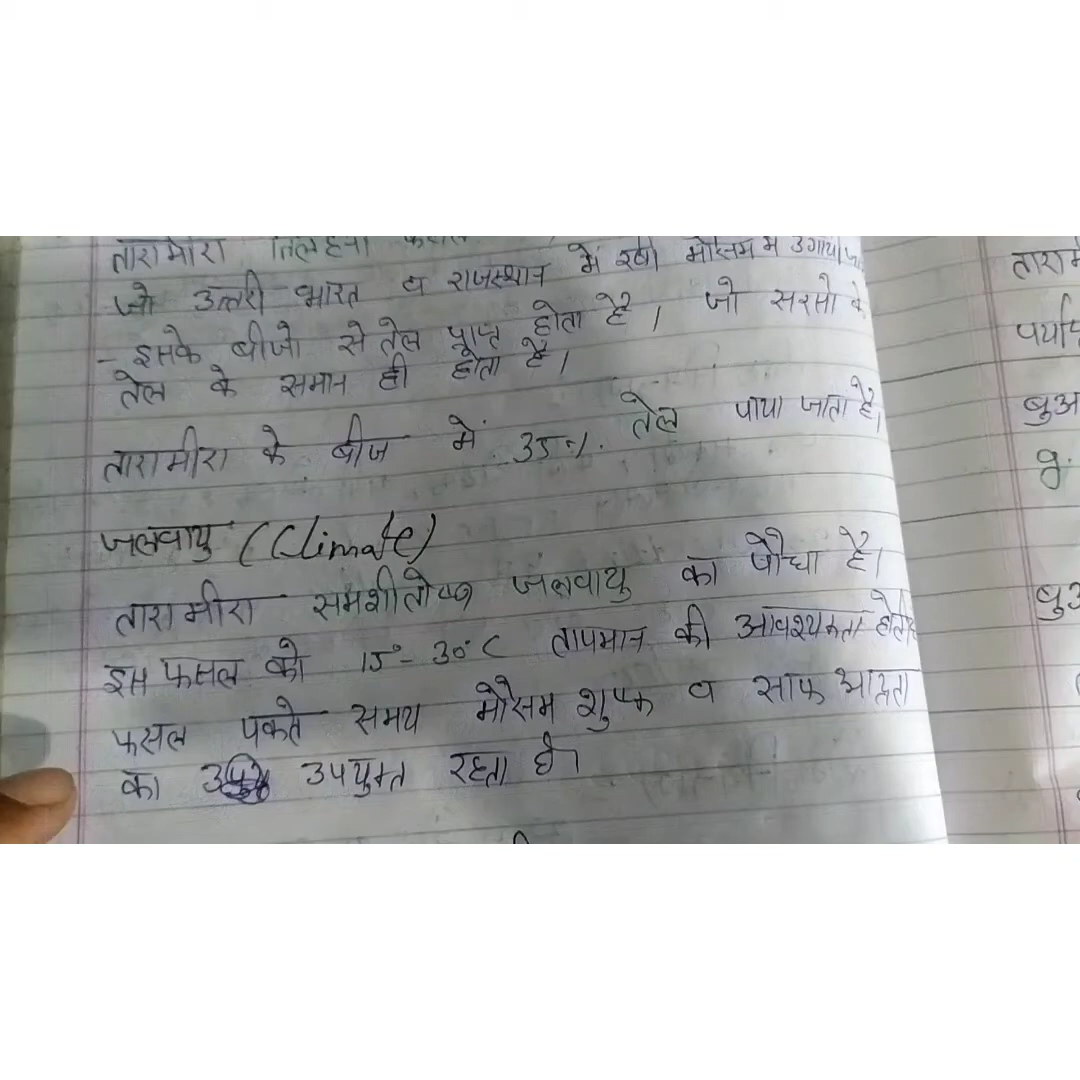 तारामीरा तिलहनी फसल
जो उत्तरी भारत व राजस्थान में रबी मौसम में उगायी
- इसके बीजो से तेल प्राप्त होता है। जो सरसो के
तेल के समान ही होता है।
तारामीरा के बीज में 35% तेल पाया जाता है।
जलवायु (Climate)
तारामीरा समशीतोष्ण जलवायु का पौधा है।
इस फसल को 15° - 30°C तापमान की आवश्यकता होती
फसल पकते समय मौसम शुष्क व साफ आद्रता
का उपयुक्त रहता है।
ताराम
पर्याप
बुआ
g.
बुअ